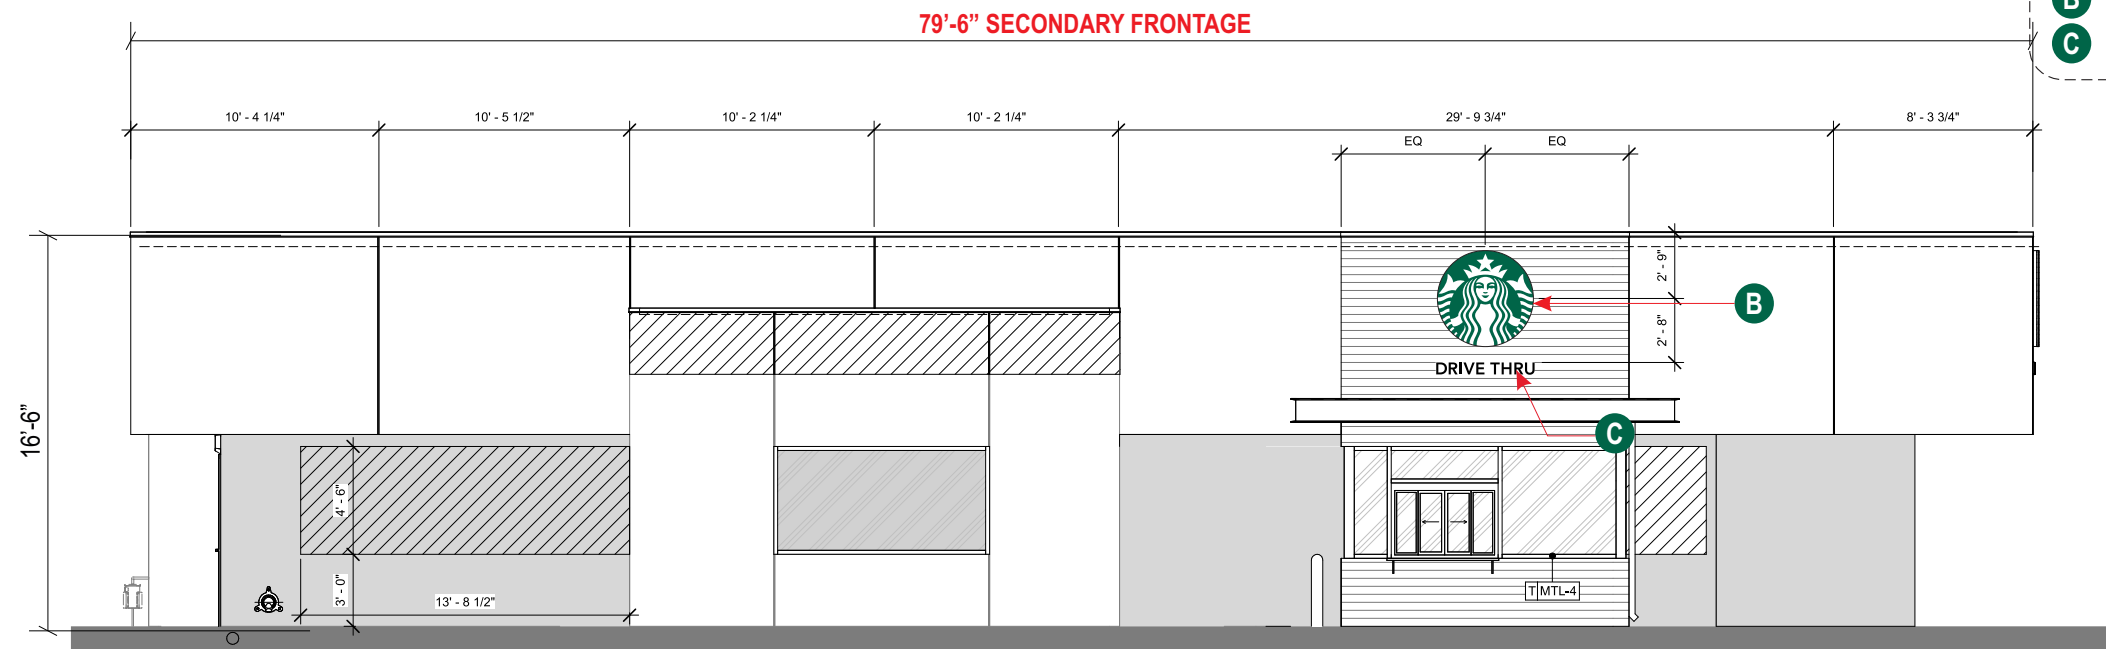 79’-6” SECONDARY FRONTAGE
B
C
10' - 4 1/4"
10' - 5 1/2"
10' - 2 1/4"
10' - 2 1/4"
29' - 9 3/4"
8' - 3 3/4"
EQ
EQ
2' - 9"
B
2' - 8"
DRIVE THRU
16’-6”
C
4' - 6"
3' - 0"
13' - 8 1/2"
T MTL-4